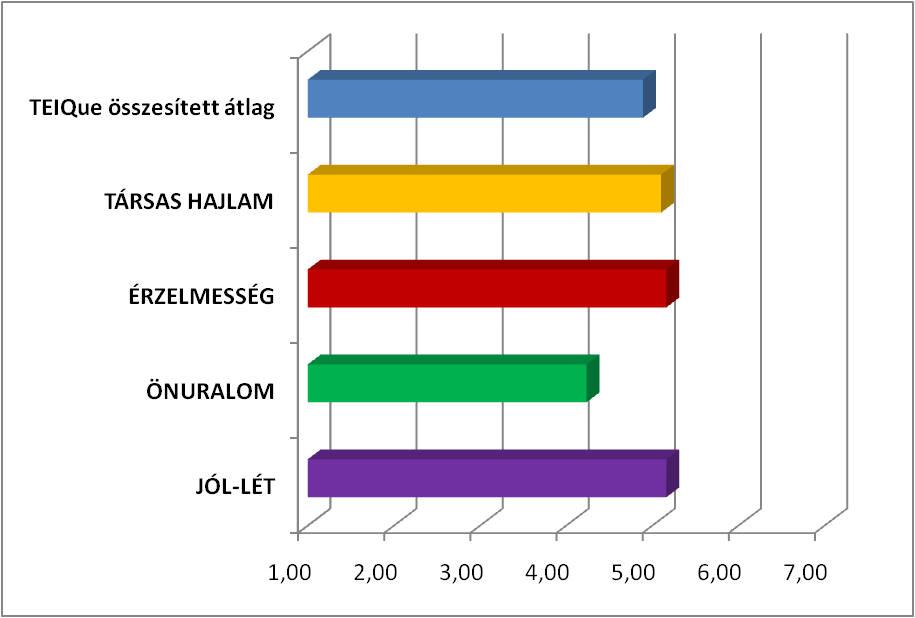 TEIQue összesített átlag
TÁRSAS HAJLAM
ÉRZELMESSÉG
ÖNURALOM
JÓL-LÉT
1,00 2,00 3,00 4,00 5,00 6,00 7,00